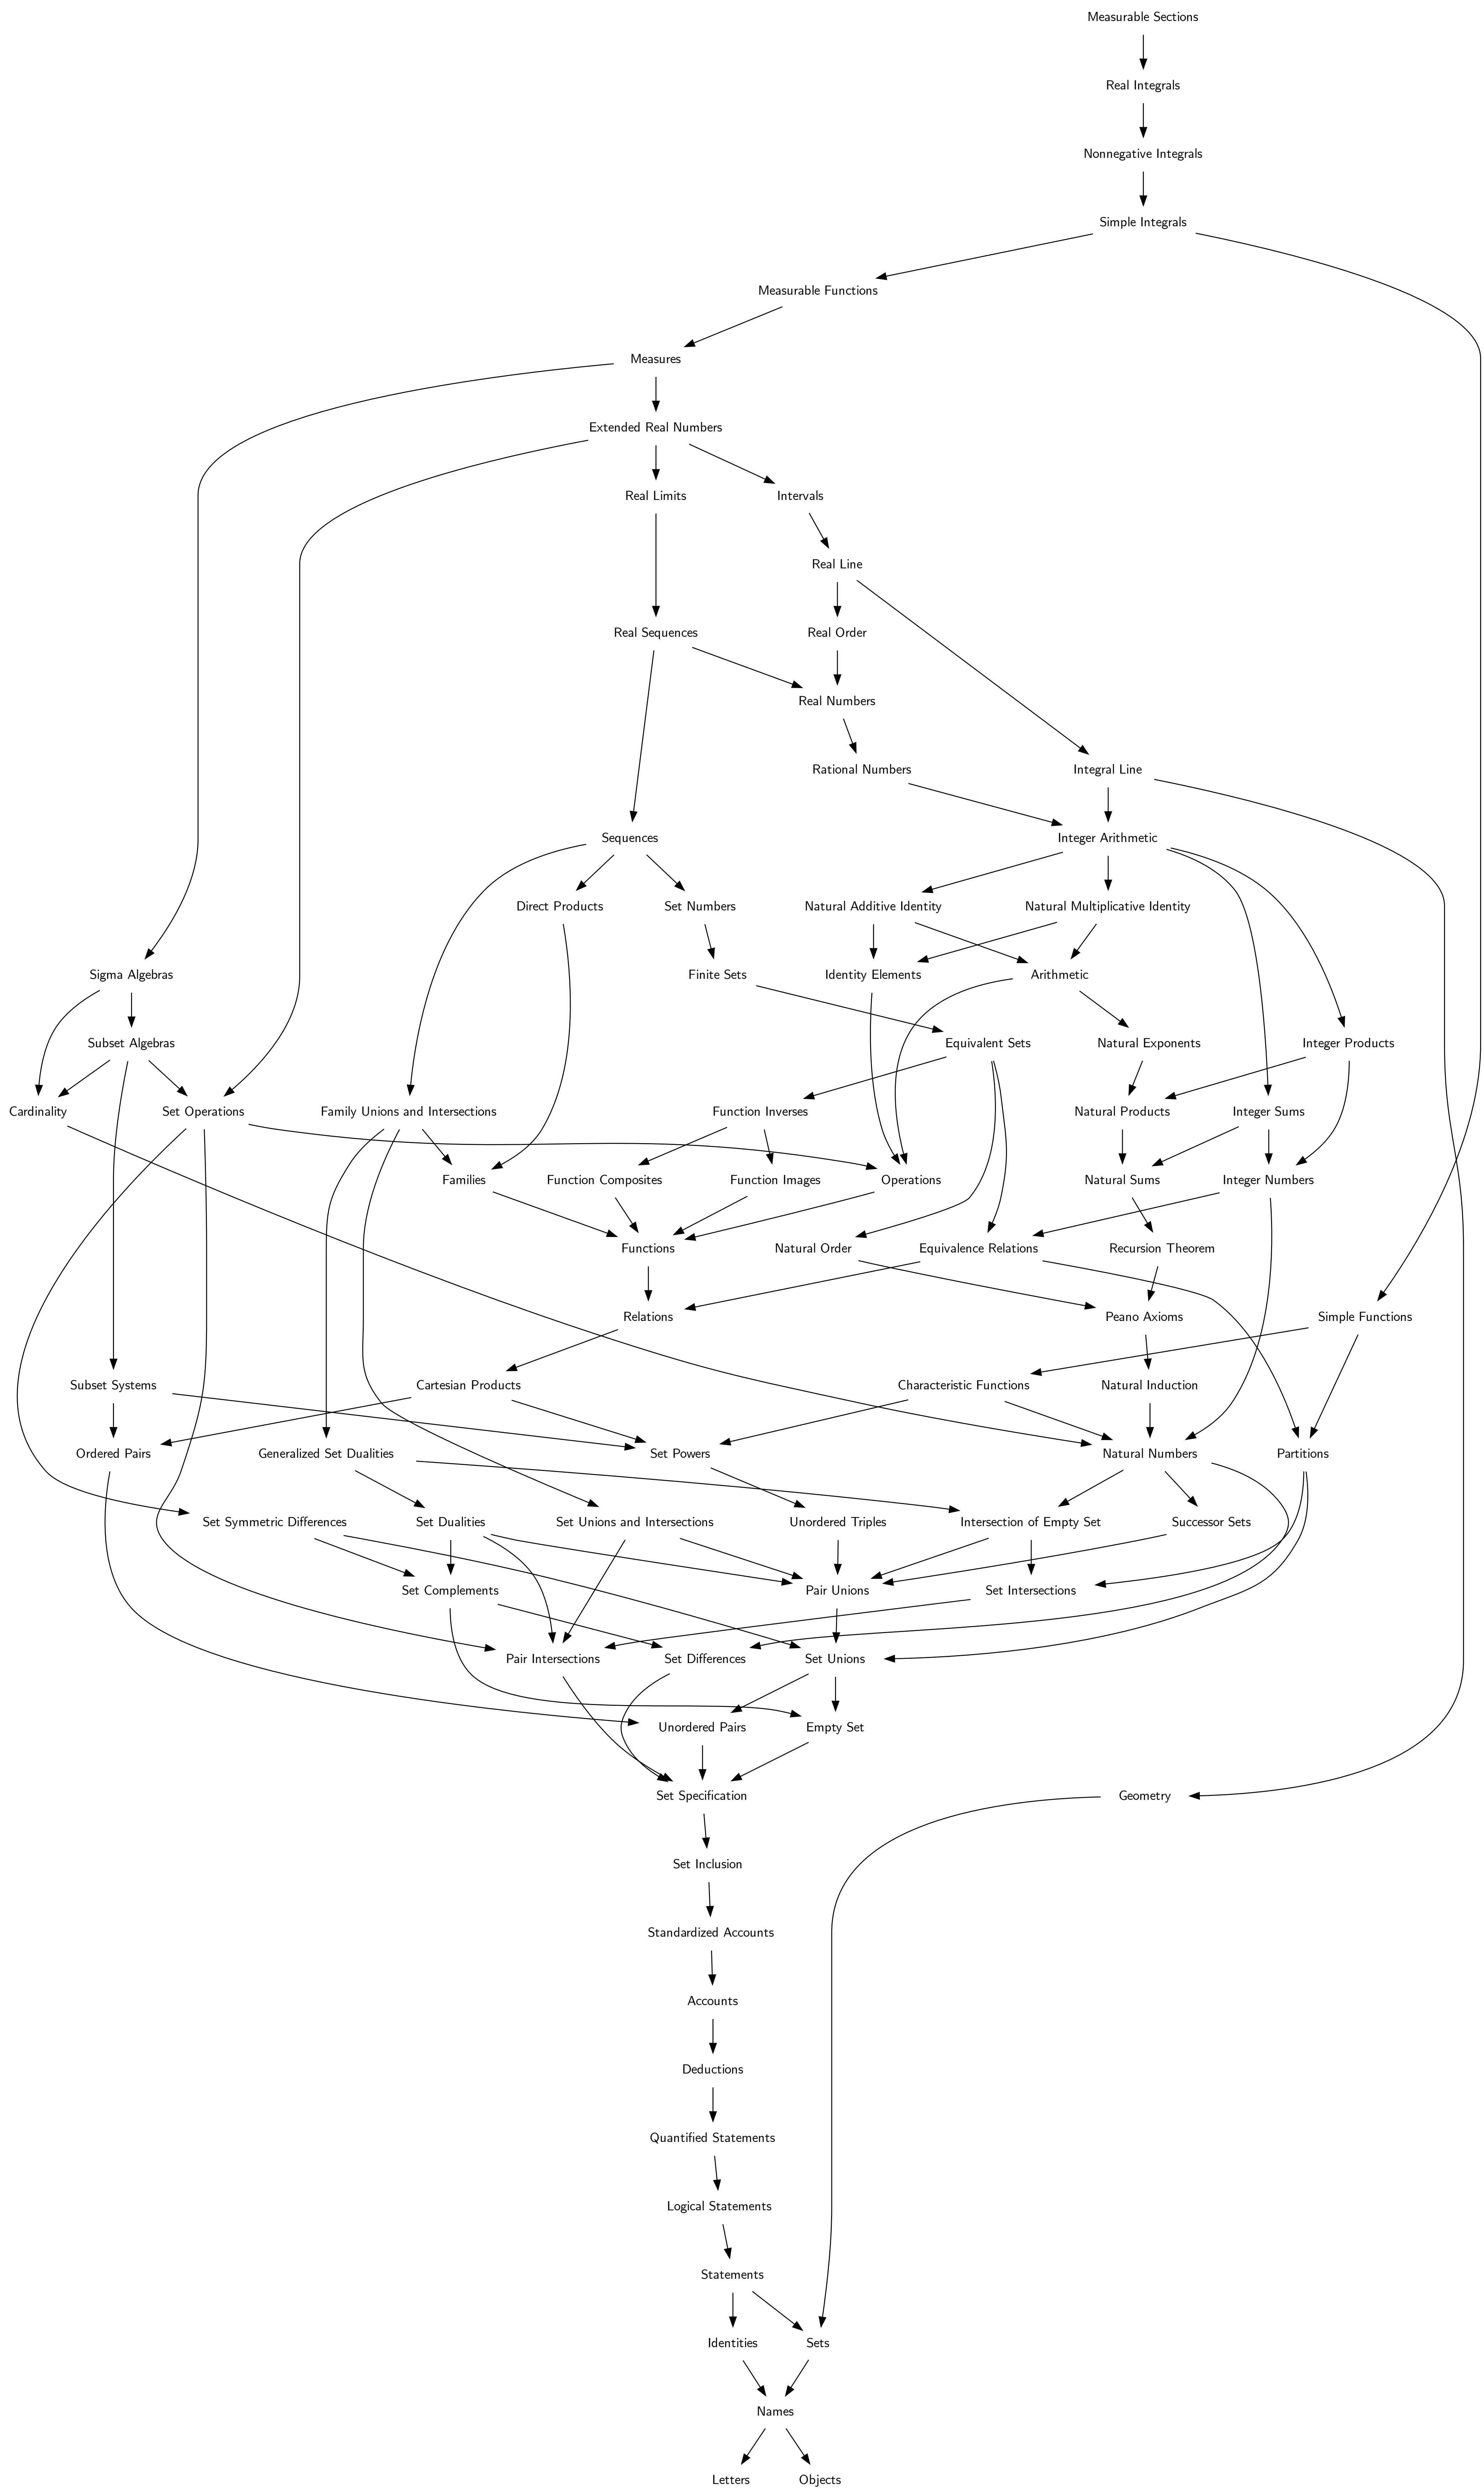 Measurable Sections
Real Integrals
Nonnegative Integrals
Simple Integrals
Measurable Functions
Measures
Extended Real Numbers
Real Limits
Intervals
Real Line
Real Sequences
Real Order
Real Numbers
Rational Numbers
Integral Line
Sequences
Integer Arithmetic
Direct Products
Set Numbers
Natural Additive Identity
Natural Multiplicative Identity
Sigma Algebras
Finite Sets
Identity Elements
Arithmetic
Subset Algebras
Equivalent Sets
Natural Exponents
Integer Products
Cardinality
Set Operations
Family Unions and Intersections
Function Inverses
Natural Products
Integer Sums
Families
Function Composites
Function Images
Operations
Natural Sums
Integer Numbers
Functions
Natural Order
Equivalence Relations
Recursion Theorem
Relations
Peano Axioms
Simple Functions
Subset Systems
Cartesian Products
Characteristic Functions
Natural Induction
Ordered Pairs
Generalized Set Dualities
Set Powers
Natural Numbers
Partitions
Set Symmetric Differences
Set Dualities
Set Unions and Intersections
Unordered Triples
Intersection of Empty Set
Successor Sets
Set Complements
Pair Unions
Set Intersections
Pair Intersections
Set Differences
Set Unions
Unordered Pairs
Empty Set
Set Specification
Geometry
Set Inclusion
Standardized Accounts
Accounts
Deductions
Quantified Statements
Logical Statements
Statements
Identities
Sets
Names
Letters
Objects